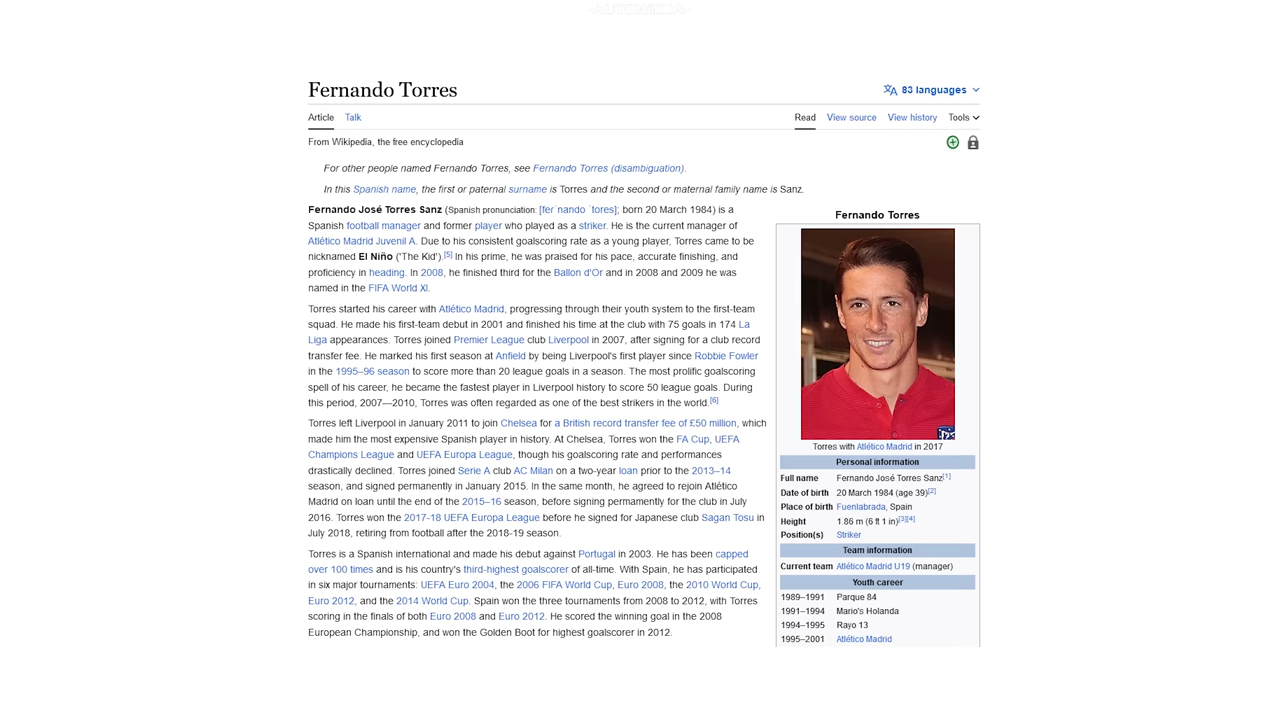 -AUTOWEDIA-
Fernando Torres
83 languages
Article Talk
Read View source View history Tools
From Wikipedia, the free encyclopedia
For other people named Fernando Torres, see Fernando Torres (disambiguation).
In this Spanish name, the first or paternal surname is Torres and the second or maternal family name is Sanz.
Fernando José Torres Sanz (Spanish pronunciation: [ferˈnando ˈtores]; born 20 March 1984) is a
Spanish football manager and former player who played as a striker. He is the current manager of
Atlético Madrid Juvenil A. Due to his consistent goalscoring rate as a young player, Torres came to be
nicknamed El Niño ('The Kid').[5] In his prime, he was praised for his pace, accurate finishing, and
proficiency in heading. In 2008, he finished third for the Ballon d'Or and in 2008 and 2009 he was
named in the FIFA World XI.
Torres started his career with Atlético Madrid, progressing through their youth system to the first-team
squad. He made his first-team debut in 2001 and finished his time at the club with 75 goals in 174 La
Liga appearances. Torres joined Premier League club Liverpool in 2007, after signing for a club record
transfer fee. He marked his first season at Anfield by being Liverpool's first player since Robbie Fowler
in the 1995–96 season to score more than 20 league goals in a season. The most prolific goalscoring
spell of his career, he became the fastest player in Liverpool history to score 50 league goals. During
this period, 2007—2010, Torres was often regarded as one of the best strikers in the world.[6]
Torres left Liverpool in January 2011 to join Chelsea for a British record transfer fee of £50 million, which
made him the most expensive Spanish player in history. At Chelsea, Torres won the FA Cup, UEFA
Champions League and UEFA Europa League, though his goalscoring rate and performances
drastically declined. Torres joined Serie A club AC Milan on a two-year loan prior to the 2013–14
season, and signed permanently in January 2015. In the same month, he agreed to rejoin Atlético
Madrid on loan until the end of the 2015–16 season, before signing permanently for the club in July
2016. Torres won the 2017-18 UEFA Europa League before he signed for Japanese club Sagan Tosu in
July 2018, retiring from football after the 2018-19 season.
Torres is a Spanish international and made his debut against Portugal in 2003. He has been capped
over 100 times and is his country's third-highest goalscorer of all-time. With Spain, he has participated
in six major tournaments: UEFA Euro 2004, the 2006 FIFA World Cup, Euro 2008, the 2010 World Cup,
Euro 2012, and the 2014 World Cup. Spain won the three tournaments from 2008 to 2012, with Torres
scoring in the finals of both Euro 2008 and Euro 2012. He scored the winning goal in the 2008
European Championship, and won the Golden Boot for highest goalscorer in 2012.
Fernando Torres
Torres with Atlético Madrid in 2017
Personal information
Full name Fernando José Torres Sanz[1]
Date of birth 20 March 1984 (age 39)[2]
Place of birth Fuenlabrada, Spain
Height 1.86 m (6 ft 1 in)[3][4]
Position(s) Striker
Team information
Current team Atlético Madrid U19 (manager)
Youth career
1989–1991 Parque 84
1991–1994 Mario's Holanda
1994–1995 Rayo 13
1995–2001 Atlético Madrid